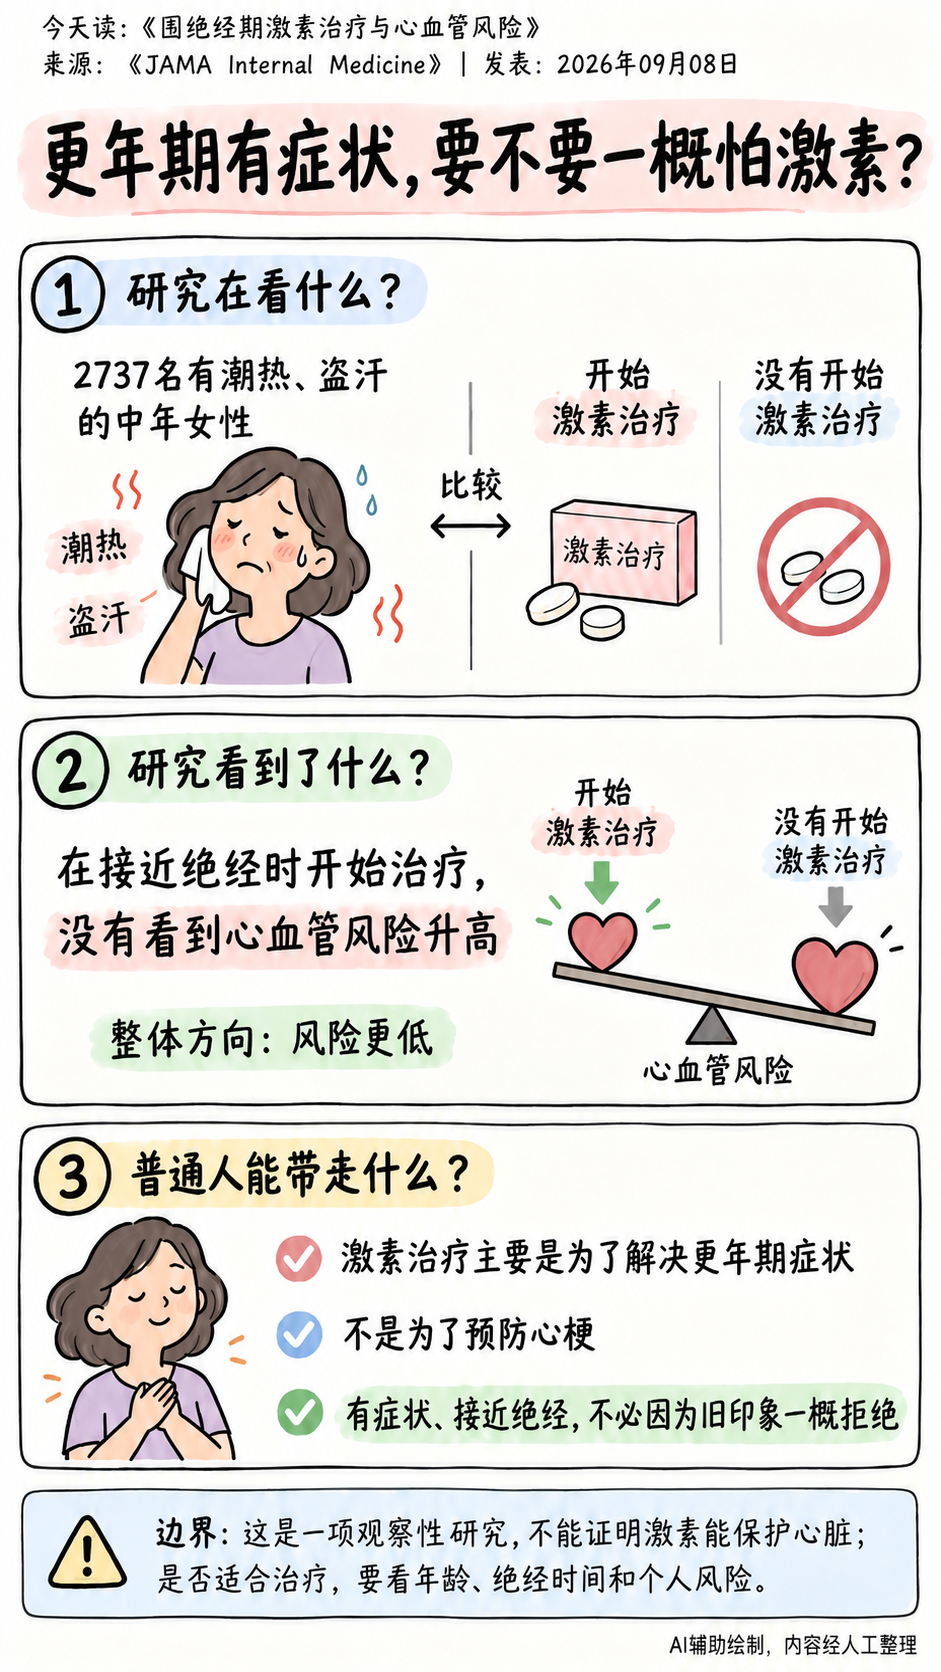 今天读：《围绝经期激素治疗与心血管风险》
来源：《JAMA Internal Medicine》 | 发表：2026年09月08日
更年期有症状，要不要一概怕激素？
1 研究在看什么？
2737名有潮热、盗汗
的中年女性
潮热
盗汗
比较
开始
激素治疗
激素治疗
没有开始
激素治疗
2 研究看到了什么？
在接近绝经时开始治疗，
没有看到心血管风险升高
整体方向：风险更低
开始
激素治疗
没有开始
激素治疗
心血管风险
3 普通人能带走什么？
激素治疗主要是为了解决更年期症状
不是为了预防心梗
有症状、接近绝经，不必因为旧印象一概拒绝
边界：这是一项观察性研究，不能证明激素能保护心脏；
是否适合治疗，要看年龄、绝经时间和个人风险。
AI辅助绘制，内容经人工整理